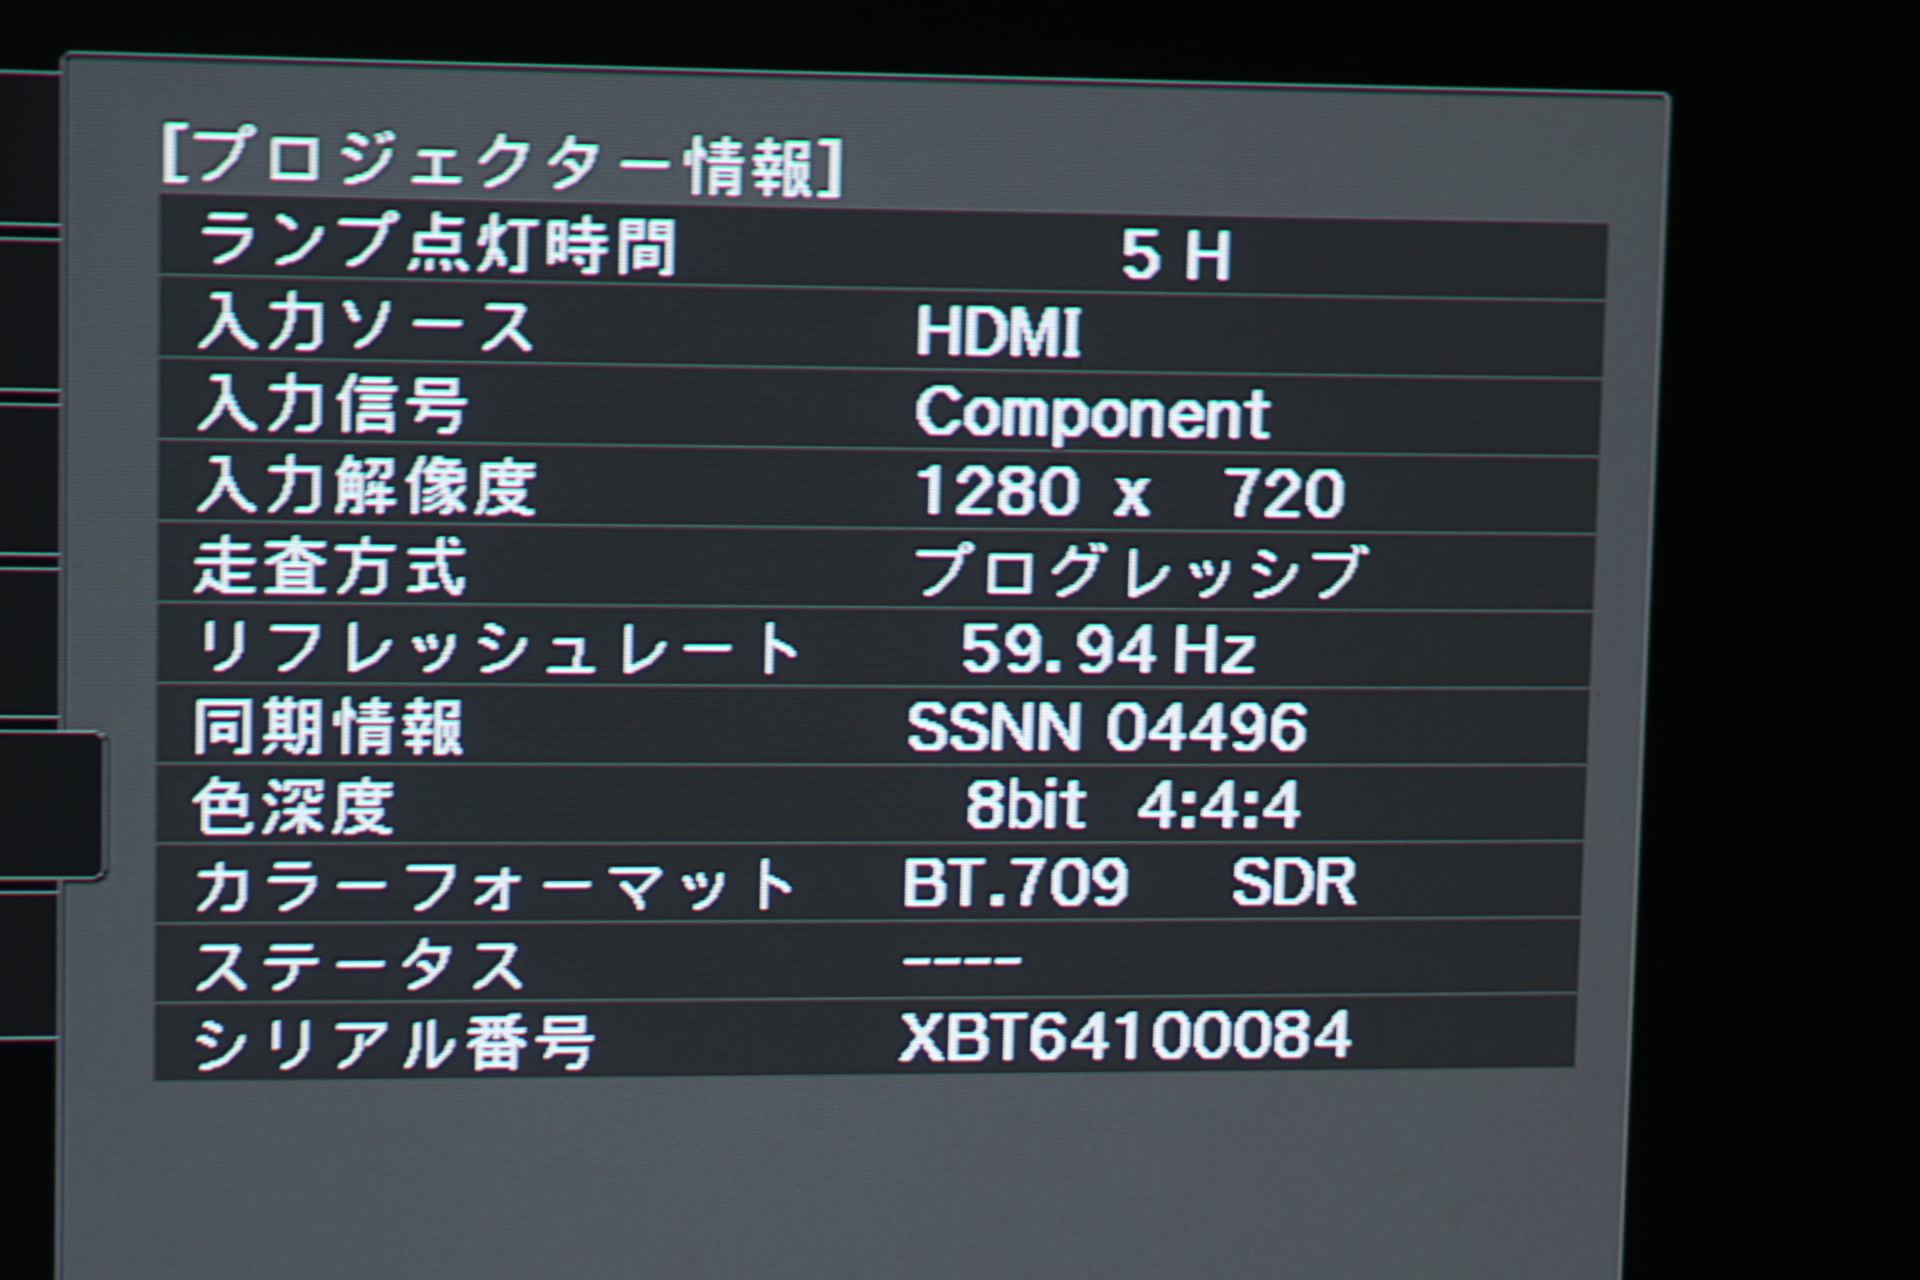 [プロジェクター情報]
ランプ点灯時間 5 H
入力ソース HDMI
入力信号 Component
入力解像度 1280 x 720
走査方式 プログレッシブ
リフレッシュレート 59.94 Hz
同期情報 SSNN 04496
色深度 8bit 4:4:4
カラーフォーマット BT.709 SDR
ステータス ----
シリアル番号 XBT64100084